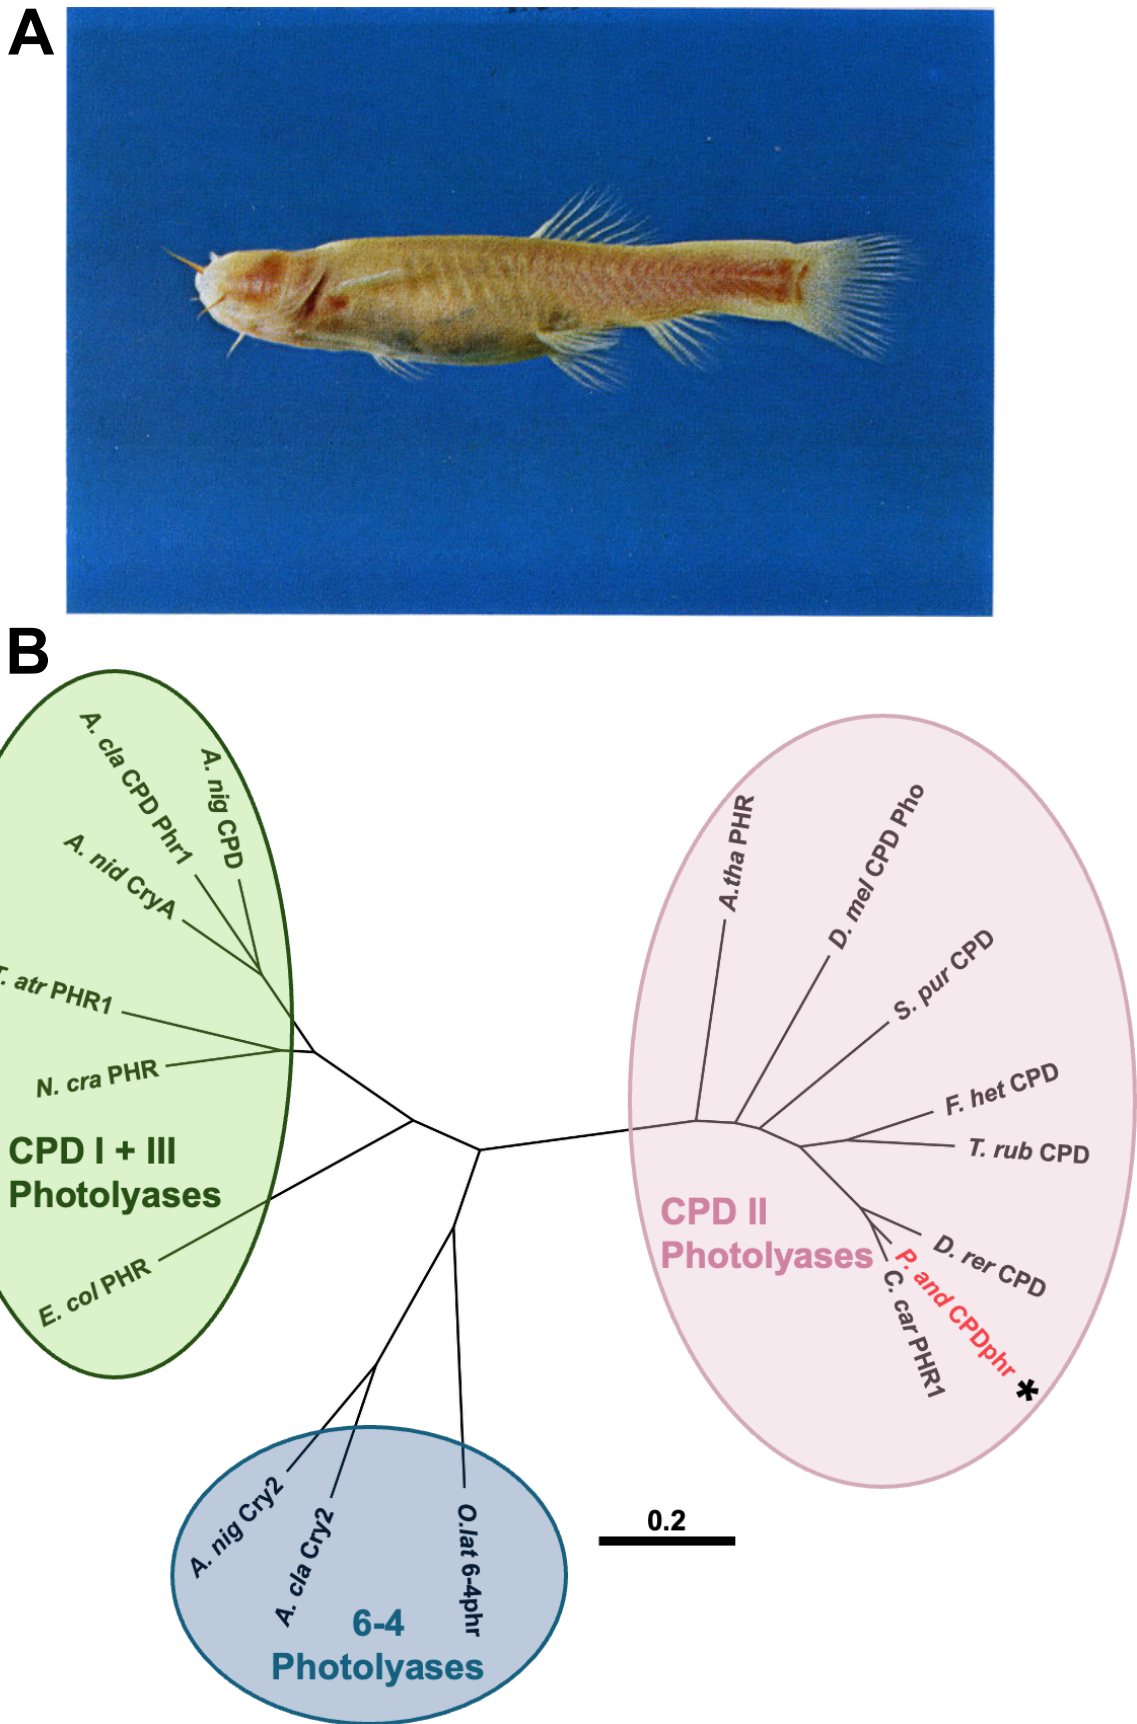 A
B
A. cla CPD Phr1
A. nig CPD
A. nid CryA
T. atr PHR1
N. cra PHR
CPD I + III
Photolyases
E. col PHR
A.tha PHR
D. mel CPD Pho
S. pur CPD
F. het CPD
T. rub CPD
CPD II
Photolyases
D. rer CPD
P. and CPDphr *
C. car PHR1
A. nig Cry2
A. cla Cry2
O.lat 6-4phr
6-4
Photolyases
0.2